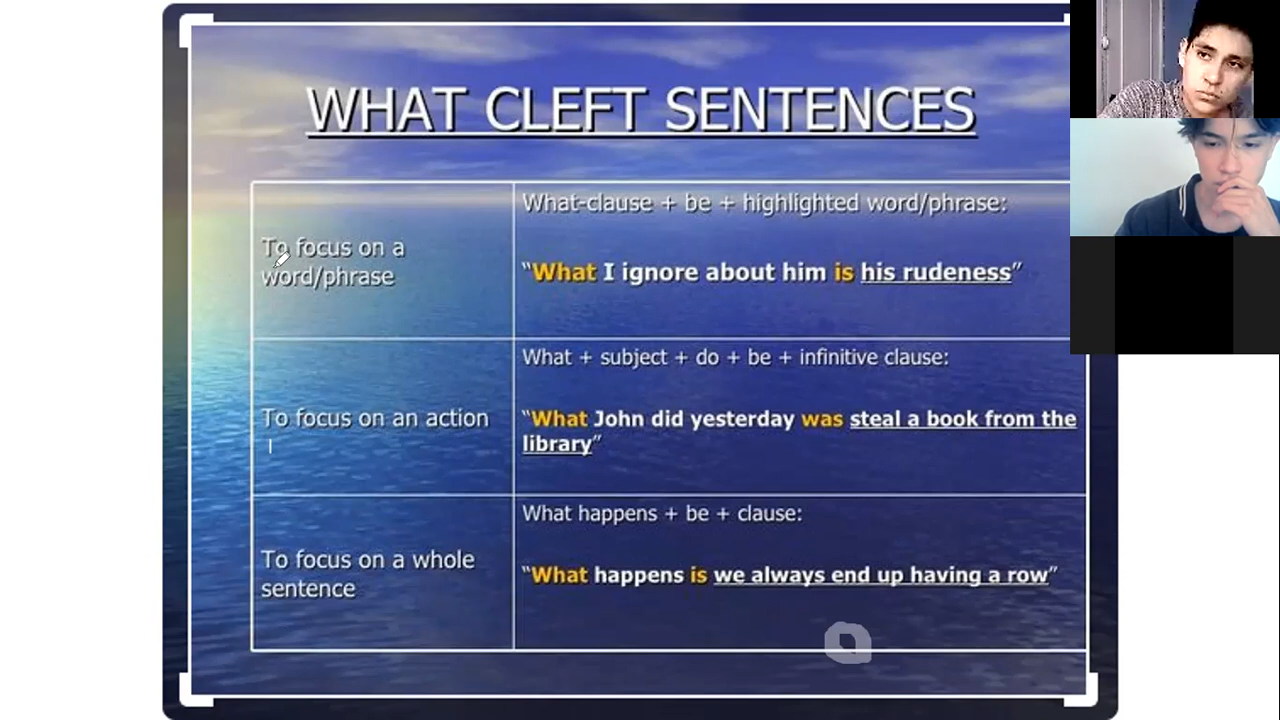 WHAT CLEFT SENTENCES
To focus on a
word/phrase
What-clause + be + highlighted word/phrase:
“What I ignore about him is his rudeness”
To focus on an action
What + subject + do + be + infinitive clause:
“What John did yesterday was steal a book from the
library”
To focus on a whole
sentence
What happens + be + clause:
“What happens is we always end up having a row”